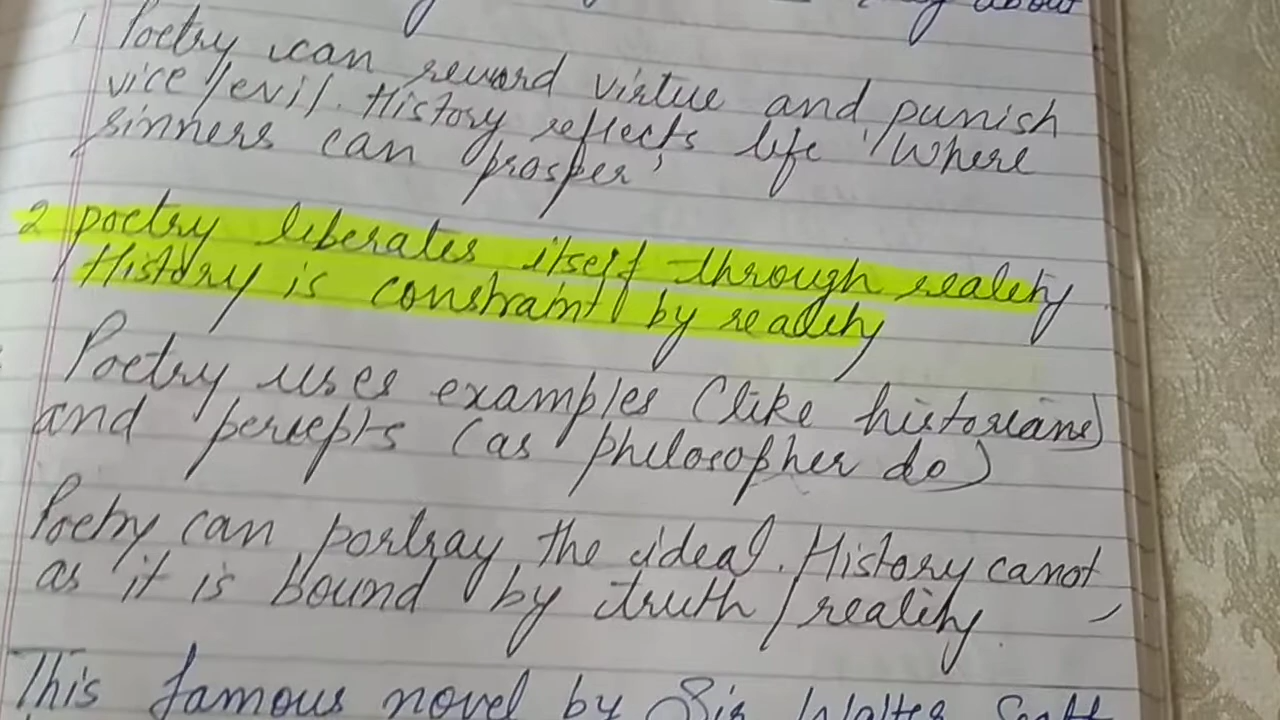 about
1 Poetry can reward virtue and punish
vice/evil. History reflects life 'Where
sinners can prosper'
2 poetry liberates itself through reality.
History is constraint by reality
Poetry uses examples (like historians)
and percepts (as philosopher do)
Poetry can portray the ideal. History canot,
as it is bound by truth/reality
This famous novel by Sir Walter Scott